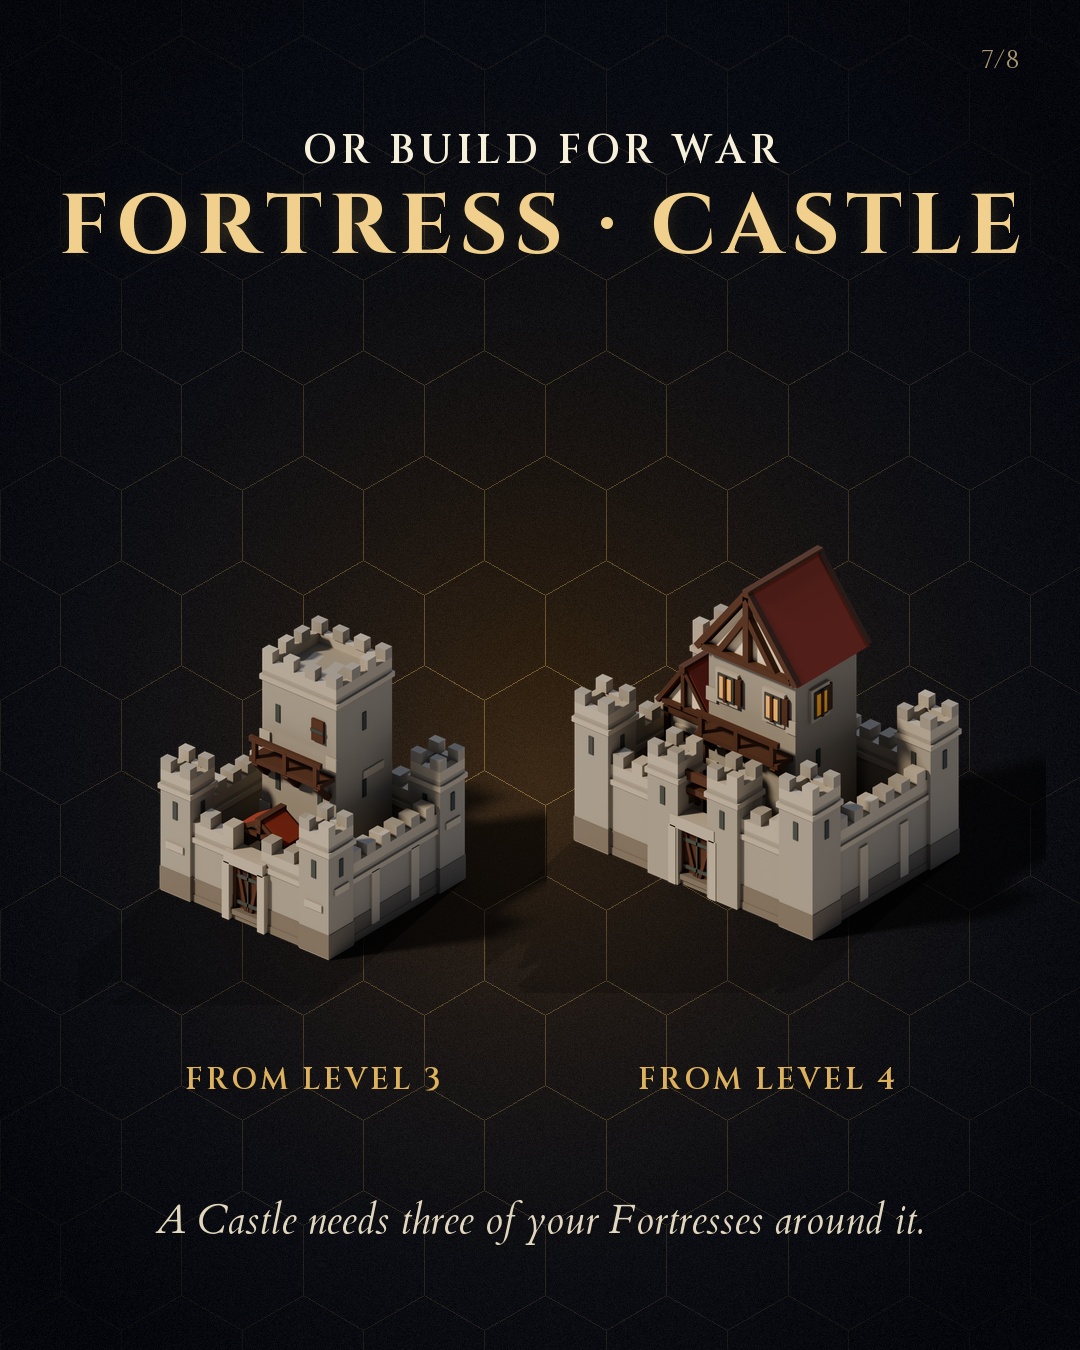 7/8
OR BUILD FOR WAR
FORTRESS · CASTLE
FROM LEVEL 3
FROM LEVEL 4
A Castle needs three of your Fortresses around it.